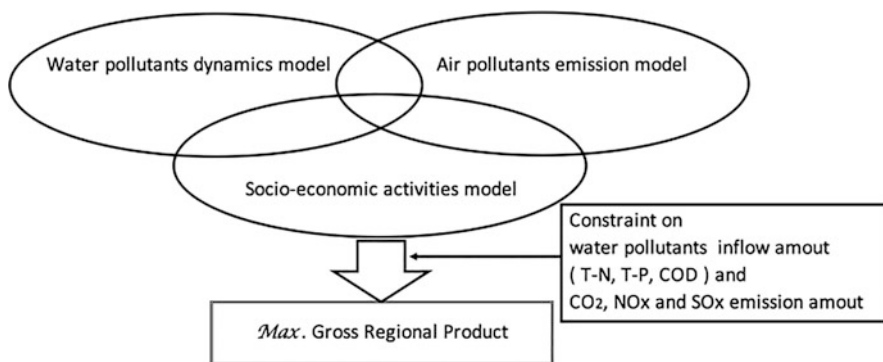 Water pollutants dynamics model
Air pollutants emission model
Socio-economic activities model
Constraint on
water pollutants inflow amout
( T-N, T-P, COD ) and
CO₂, NOx and SOx emission amout
Max. Gross Regional Product